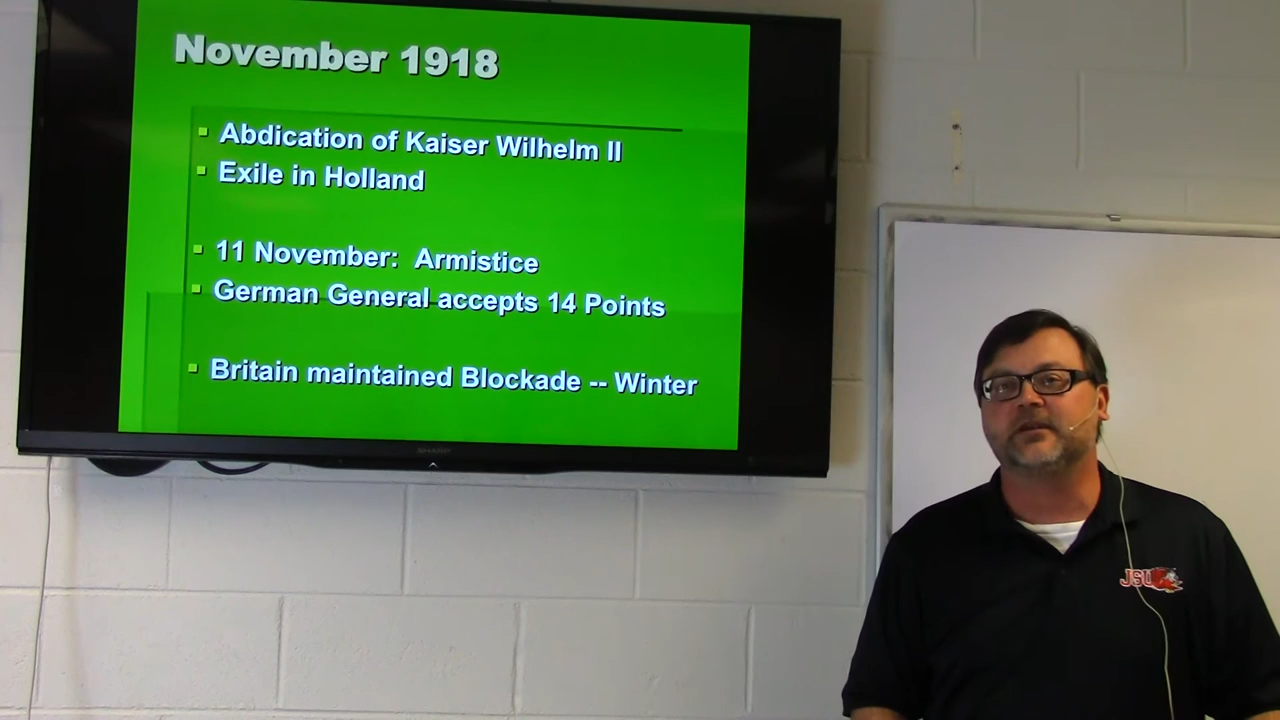 November 1918
Abdication of Kaiser Wilhelm II
Exile in Holland
11 November: Armistice
German General accepts 14 Points
Britain maintained Blockade -- Winter
SHARP
JSU